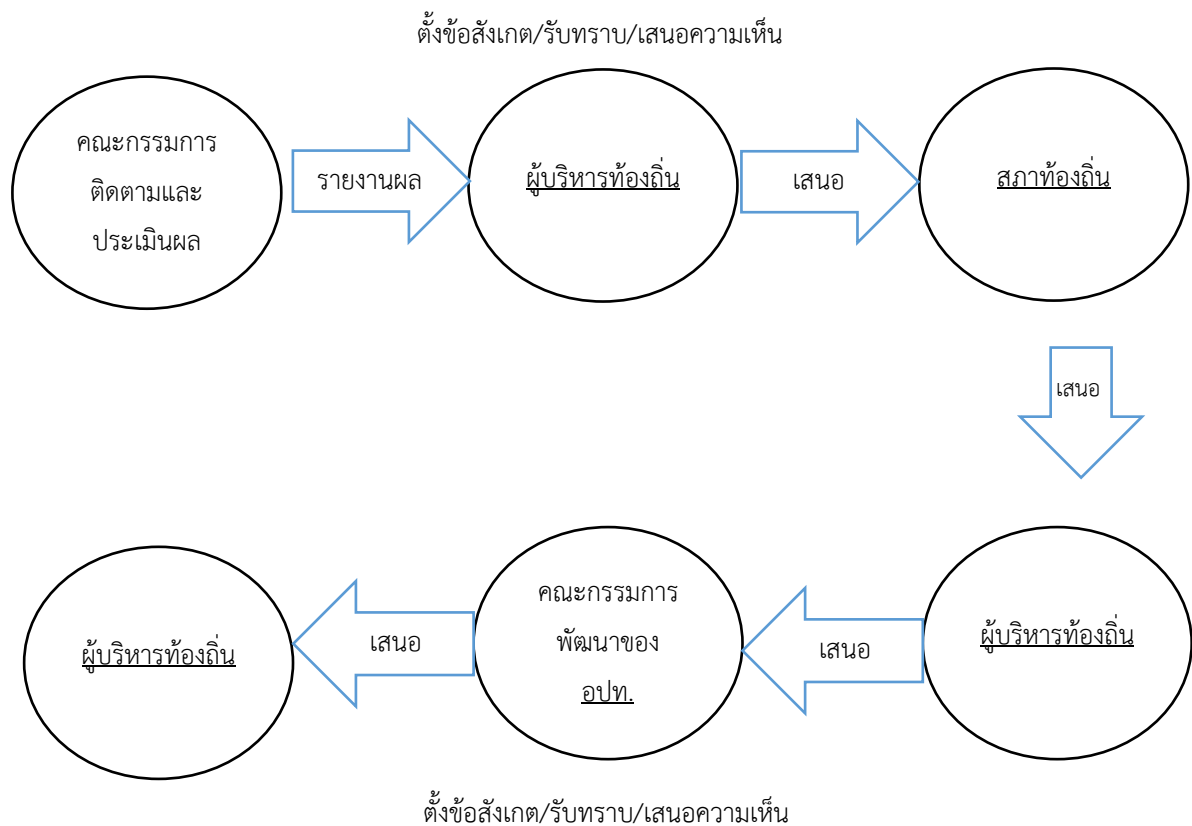 ตั้งข้อสังเกต/รับทราบ/เสนอความเห็น
คณะกรรมการ
ติดตามและ
ประเมินผล
รายงานผล
ผู้บริหารท้องถิ่น
เสนอ
สภาท้องถิ่น
เสนอ
ผู้บริหารท้องถิ่น
เสนอ
คณะกรรมการ
พัฒนาของ
อปท.
เสนอ
ผู้บริหารท้องถิ่น
ตั้งข้อสังเกต/รับทราบ/เสนอความเห็น